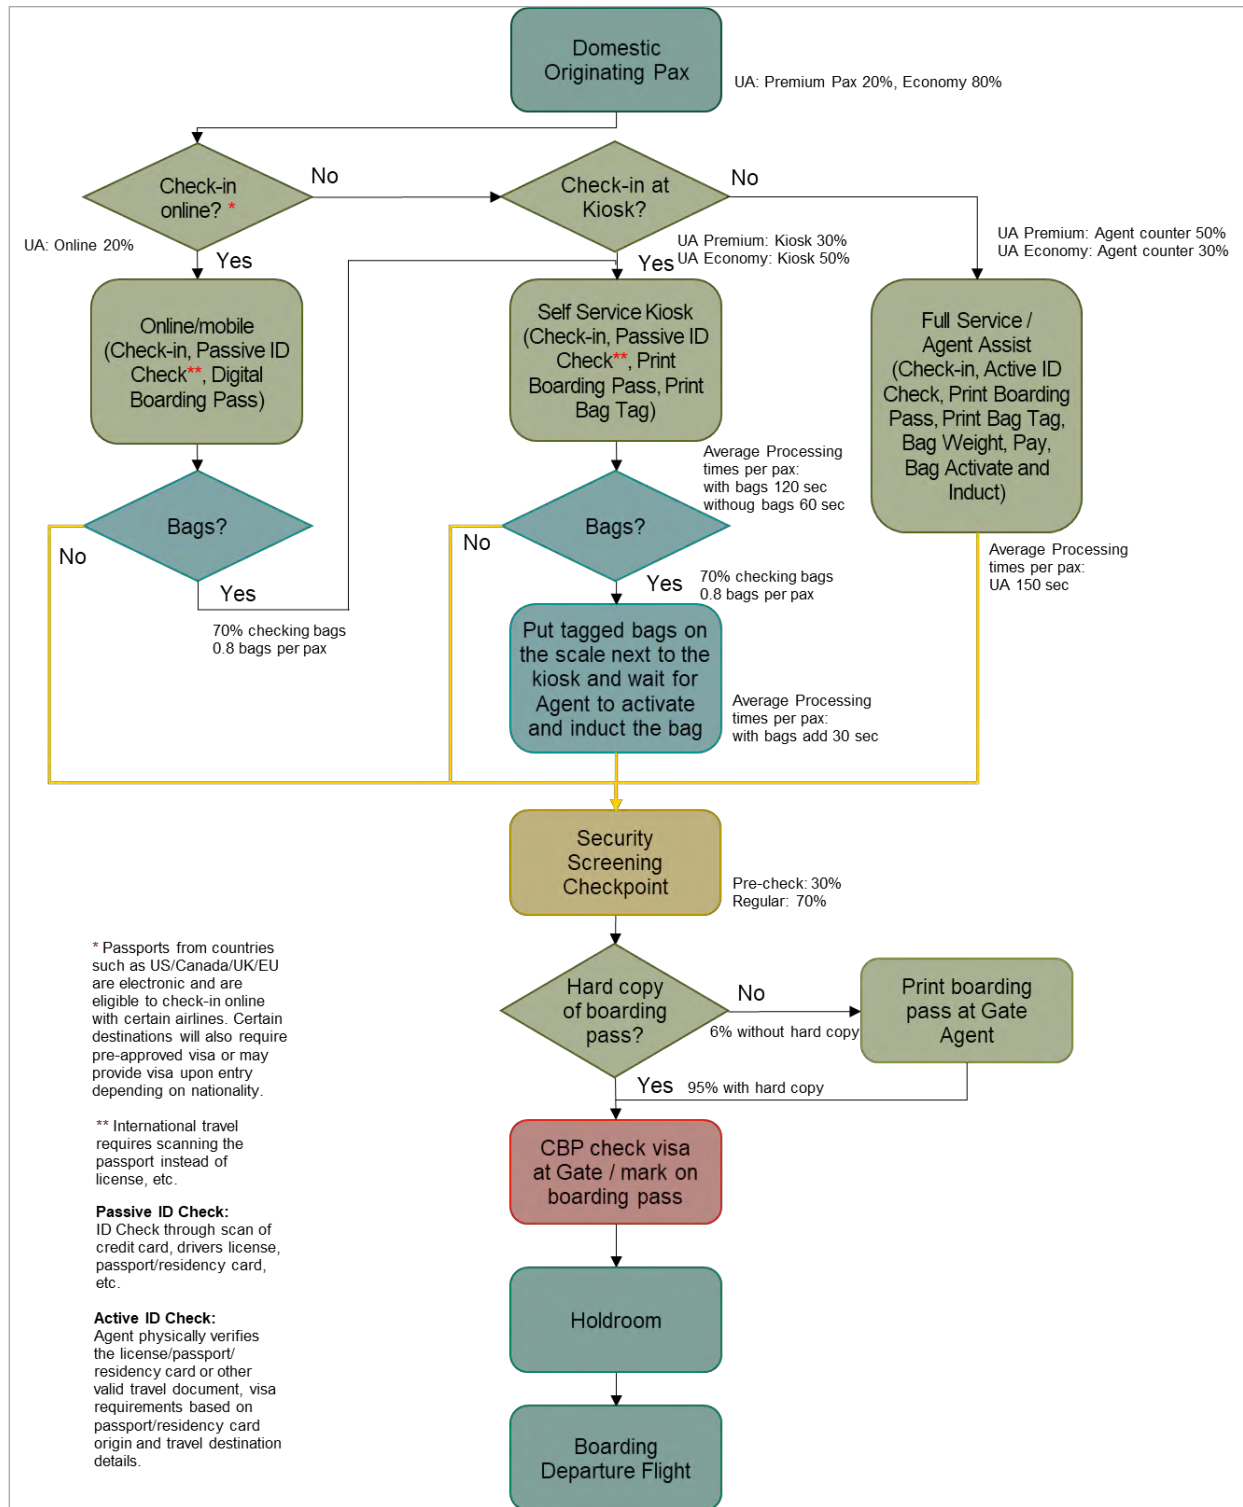 Domestic
Originating Pax
UA: Premium Pax 20%, Economy 80%
Check-in
online? *
No
Check-in at
Kiosk?
No
UA: Online 20%
Yes
UA Premium: Kiosk 30%
UA Economy: Kiosk 50%
Yes
UA Premium: Agent counter 50%
UA Economy: Agent counter 30%
Online/mobile
(Check-in, Passive ID
Check**, Digital
Boarding Pass)
Self Service Kiosk
(Check-in, Passive ID
Check**, Print
Boarding Pass, Print
Bag Tag)
Full Service /
Agent Assist
(Check-in, Active ID
Check, Print Boarding
Pass, Print Bag Tag,
Bag Weight, Pay,
Bag Activate and
Induct)
Average Processing
times per pax:
with bags 120 sec
withoug bags 60 sec
Bags?
No
Yes
70% checking bags
0.8 bags per pax
Bags?
No
Yes
70% checking bags
0.8 bags per pax
Average Processing
times per pax:
UA 150 sec
Put tagged bags on
the scale next to the
kiosk and wait for
Agent to activate
and induct the bag
Average Processing
times per pax:
with bags add 30 sec
Security
Screening
Checkpoint
Pre-check: 30%
Regular: 70%
Hard copy
of boarding
pass?
No
6% without hard copy
Print boarding
pass at Gate
Agent
Yes
95% with hard copy
CBP check visa
at Gate / mark on
boarding pass
Holdroom
Boarding
Departure Flight
* Passports from countries
such as US/Canada/UK/EU
are electronic and are
eligible to check-in online
with certain airlines. Certain
destinations will also require
pre-approved visa or may
provide visa upon entry
depending on nationality.
** International travel
requires scanning the
passport instead of
license, etc.
Passive ID Check:
ID Check through scan of
credit card, drivers license,
passport/residency card,
etc.
Active ID Check:
Agent physically verifies
the license/passport/
residency card or other
valid travel document, visa
requirements based on
passport/residency card
origin and travel destination
details.